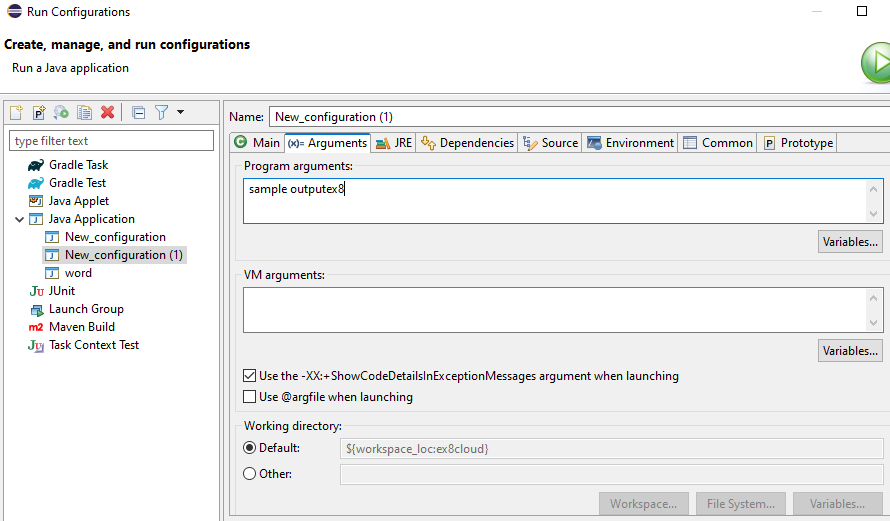 Run Configurations
Create, manage, and run configurations
Run a Java application
type filter text
Gradle Task
Gradle Test
Java Applet
Java Application
New_configuration
New_configuration (1)
word
JUnit
Launch Group
Maven Build
Task Context Test
Name: New_configuration (1)
Main (x)= Arguments JRE Dependencies Source Environment Common Prototype
Program arguments:
sample outputex8
Variables...
VM arguments:
Variables...
Use the -XX:+ShowCodeDetailsInExceptionMessages argument when launching
Use @argfile when launching
Working directory:
Default: ${workspace_loc:ex8cloud}
Other:
Workspace... File System... Variables...